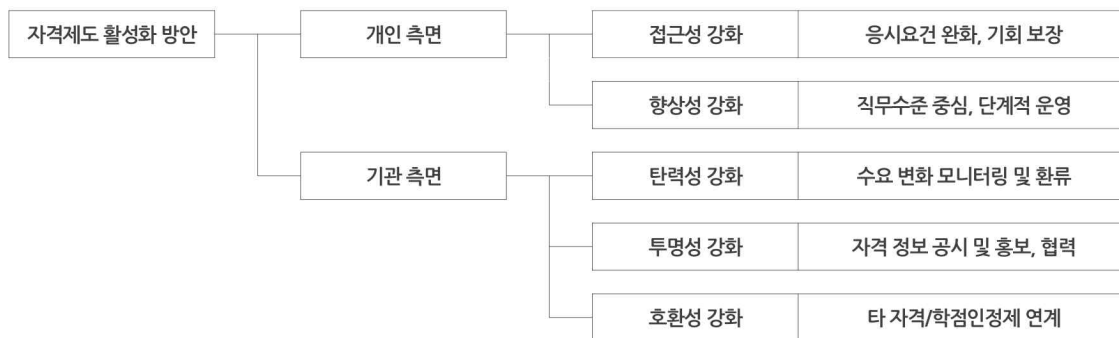 자격제도 활성화 방안
개인 측면
접근성 강화
응시요건 완화, 기회 보장
향상성 강화
직무수준 중심, 단계적 운영
기관 측면
탄력성 강화
수요 변화 모니터링 및 환류
투명성 강화
자격 정보 공시 및 홍보, 협력
호환성 강화
타 자격/학점인정제 연계